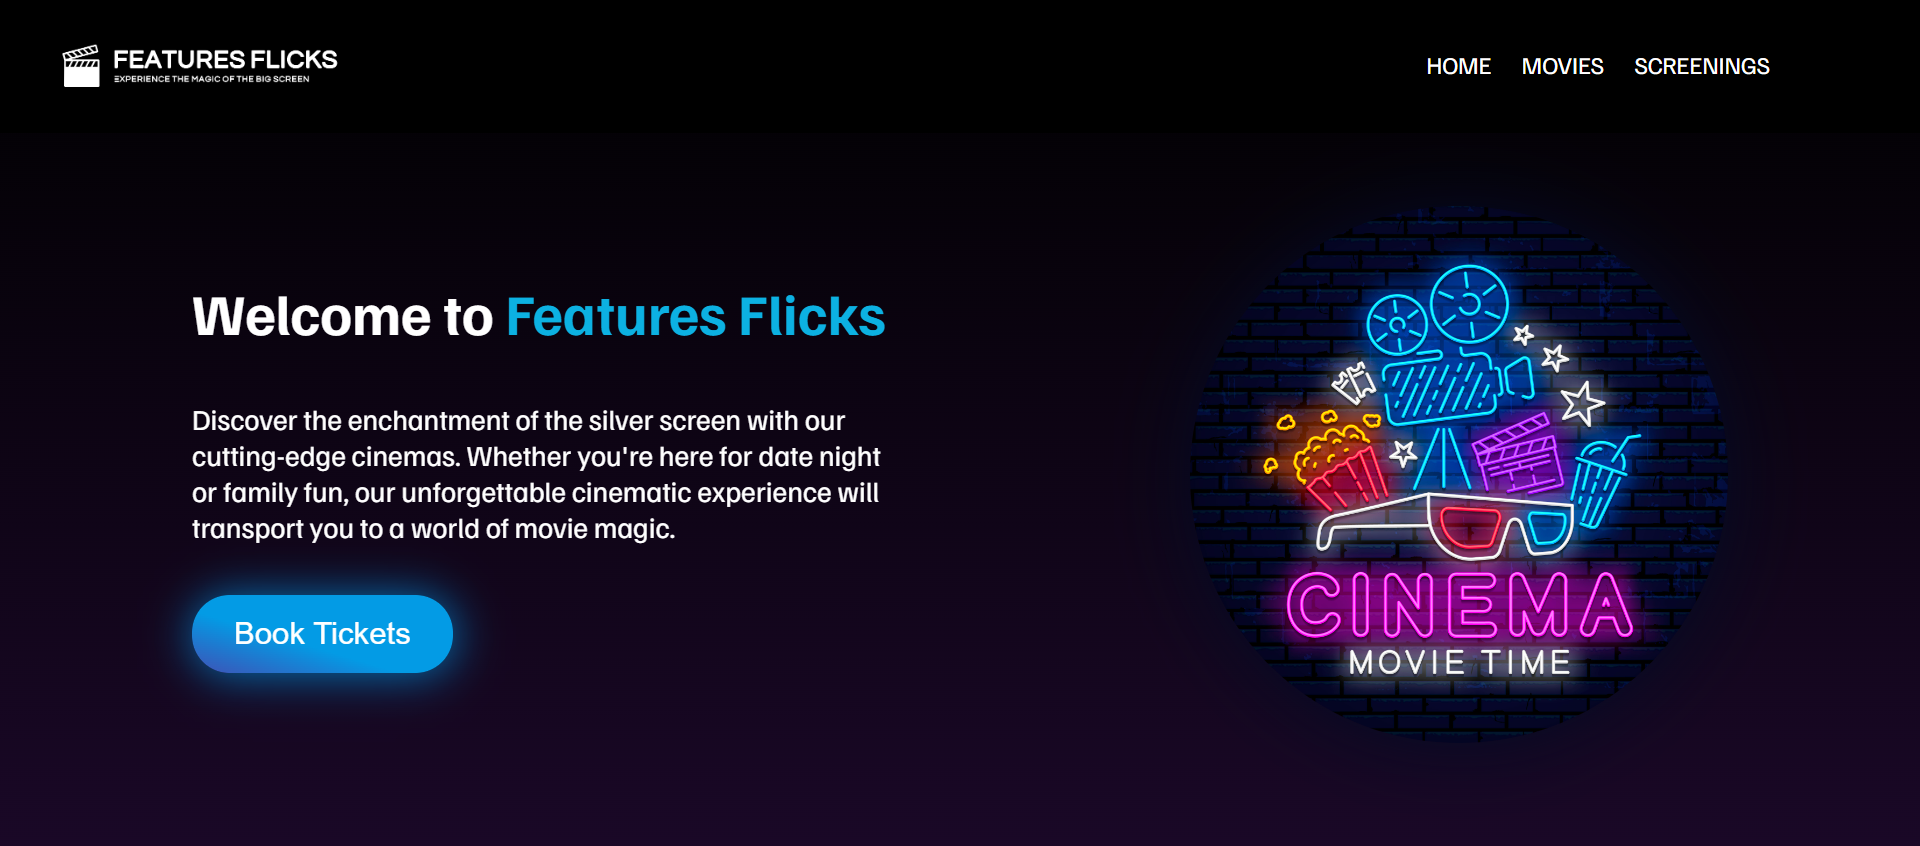 FEATURES FLICKS
EXPERIENCE THE MAGIC OF THE BIG SCREEN
HOME MOVIES SCREENINGS
Welcome to Features Flicks
Discover the enchantment of the silver screen with our
cutting-edge cinemas. Whether you're here for date night
or family fun, our unforgettable cinematic experience will
transport you to a world of movie magic.
Book Tickets
CINEMA
MOVIE TIME